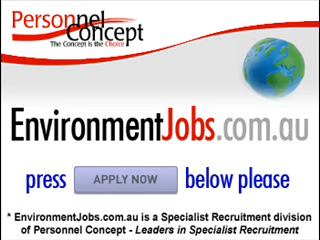 Personnel
Concept
The Concept is the Choice
EnvironmentJobs.com.au
press APPLY NOW below please
* EnvironmentJobs.com.au is a Specialist Recruitment division
of Personnel Concept - Leaders in Specialist Recruitment